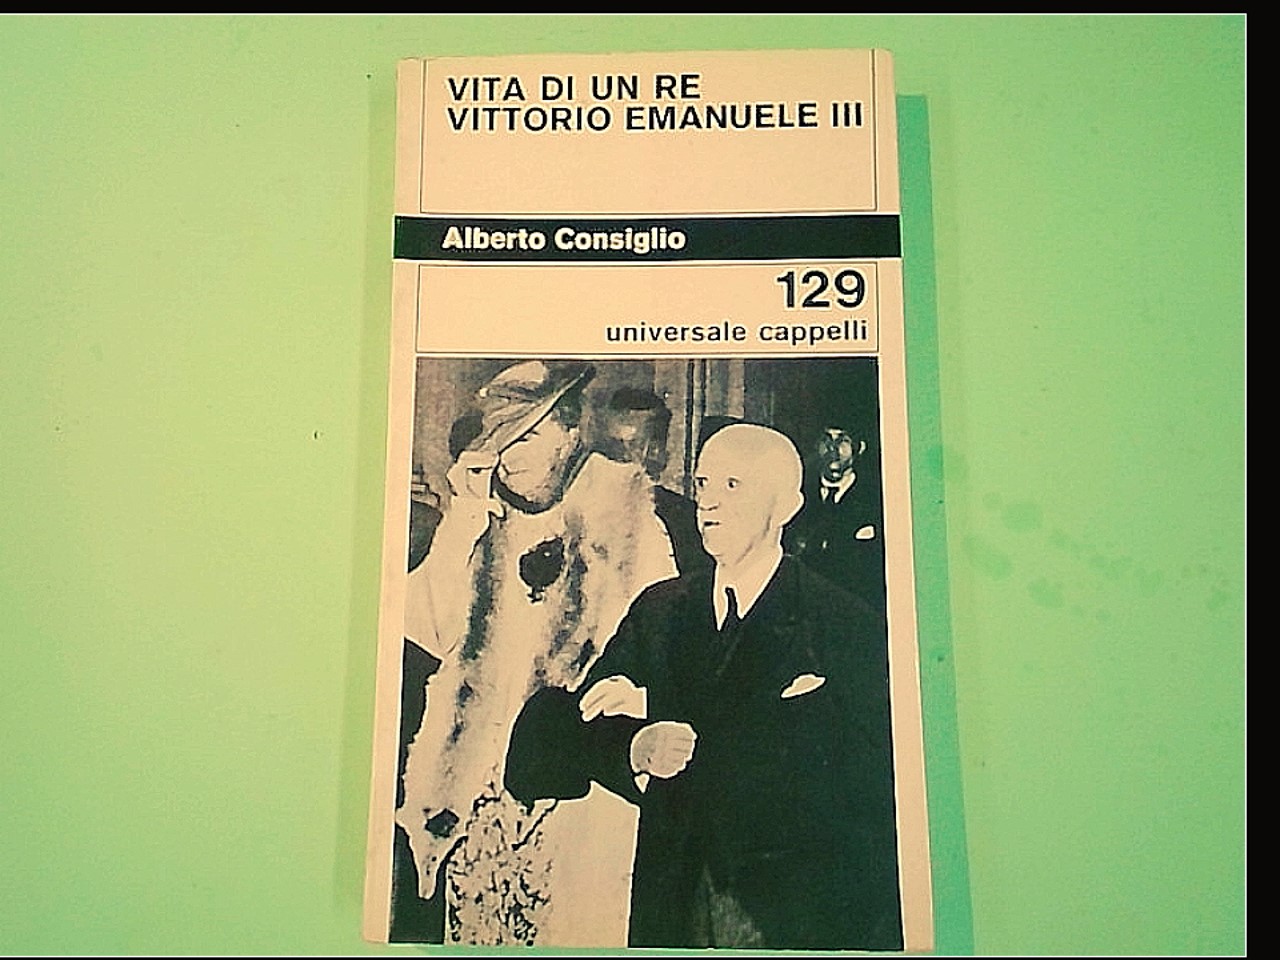 VITA DI UN RE
VITTORIO EMANUELE III
Alberto Consiglio
129
universale cappelli